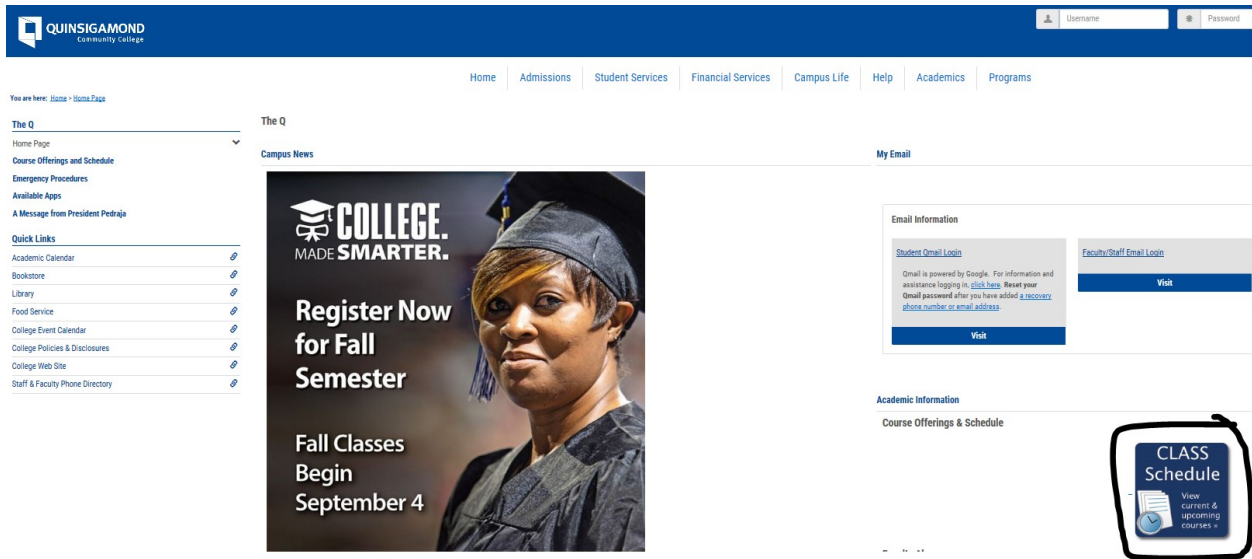 QUINSIGAMOND
Community College
Username
Password
Home
Admissions
Student Services
Financial Services
Campus Life
Help
Academics
Programs
You are here: Home > Home Page
The Q
Home Page
Course Offerings and Schedule
Emergency Procedures
Available Apps
A Message from President Pedraja
Quick Links
Academic Calendar
Bookstore
Library
Food Service
College Event Calendar
College Policies & Disclosures
College Web Site
Staff & Faculty Phone Directory
The Q
Campus News
COLLEGE.
MADE SMARTER.
Register Now
for Fall
Semester
Fall Classes
Begin
September 4
My Email
Email Information
Student Qmail Login
Qmail is powered by Google. For information and
assistance logging in, click here. Reset your
Qmail password after you have added a recovery
phone number or email address.
Visit
Faculty/Staff Email Login
Visit
Academic Information
Course Offerings & Schedule
CLASS
Schedule
View
current &
upcoming
courses »